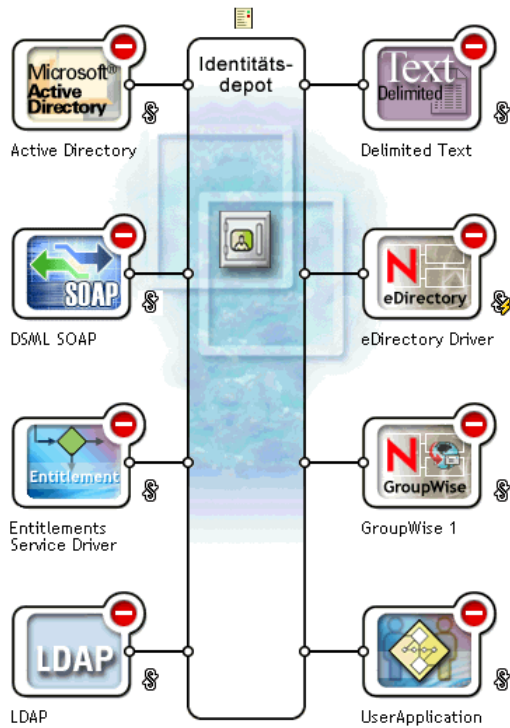 Identitäts-
depot
Microsoft®
Active
Directory
Active Directory
Text
Delimited
Delimited Text
SOAP
DSML SOAP
N
eDirectory
eDirectory Driver
Entitlement
Entitlements
Service Driver
N
GroupWise
GroupWise 1
LDAP
LDAP
UserApplication